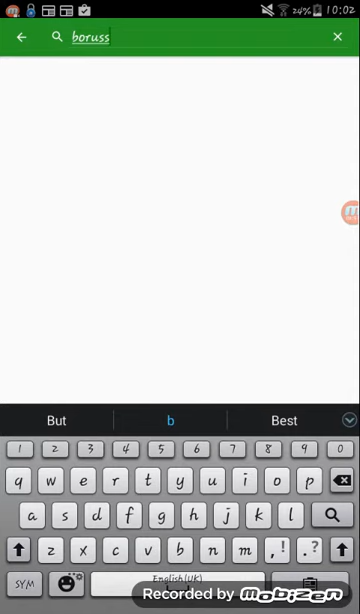 24% 10:02
boruss
But b Best
1 2 3 4 5 6 7 8 9 0
q w e r t y u i o p
a s d f g h j k l
z x c v b n m , ! . ?
SYM English(UK)
Recorded by mobizen